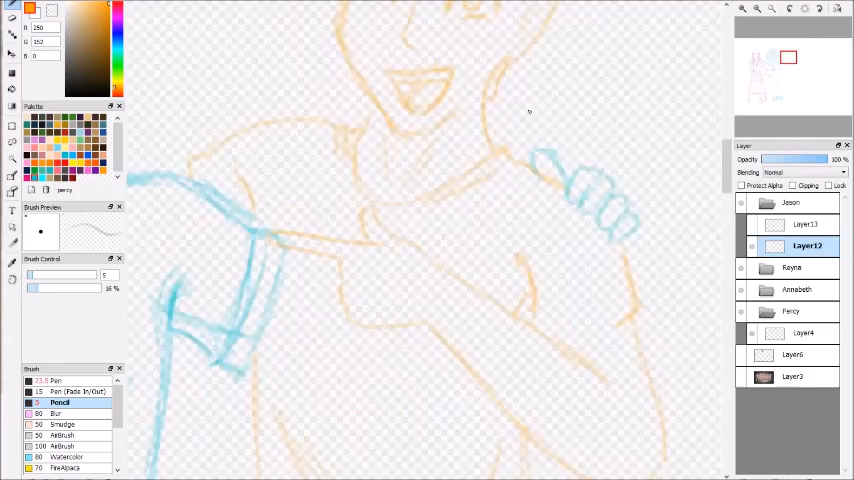 R 250
G 152
B 0
Palette
percy
Brush Preview
Brush Control
5
16 %
Brush
23.5 Pen
15 Pen (Fade In/Out)
5 Pencil
80 Blur
80 Smudge
50 AirBrush
100 AirBrush
80 Watercolor
70 FireAlpaca
Layer
Opacity 100 %
Blending Normal
Protect Alpha Clipping Lock
Jason
Layer13
Layer12
Reyna
Annabeth
Percy
Layer4
Layer6
Layer3